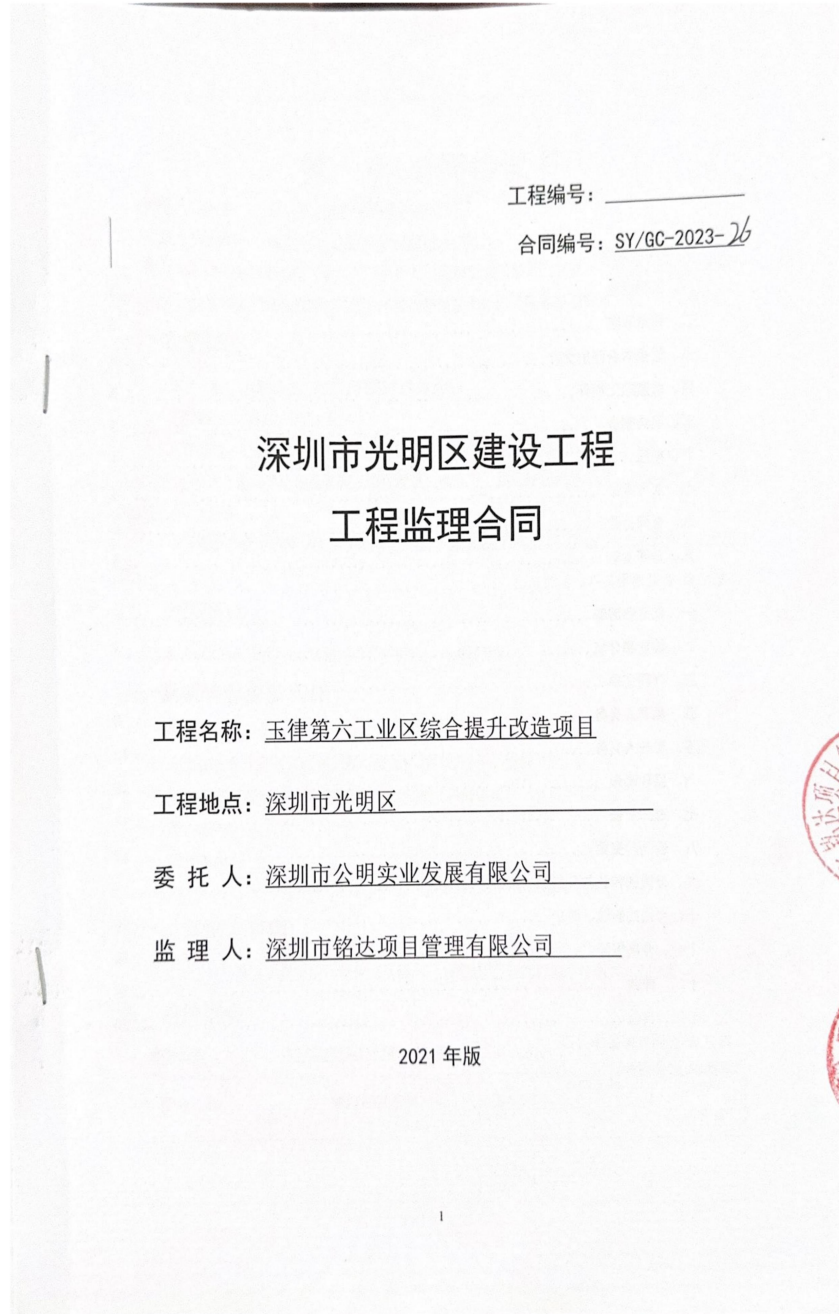 工程编号：
合同编号：SY/GC-2023-26
深圳市光明区建设工程
工程监理合同
工程名称：玉律第六工业区综合提升改造项目
工程地点：深圳市光明区
委 托 人：深圳市公明实业发展有限公司
监 理 人：深圳市铭达项目管理有限公司
2021 年版
1